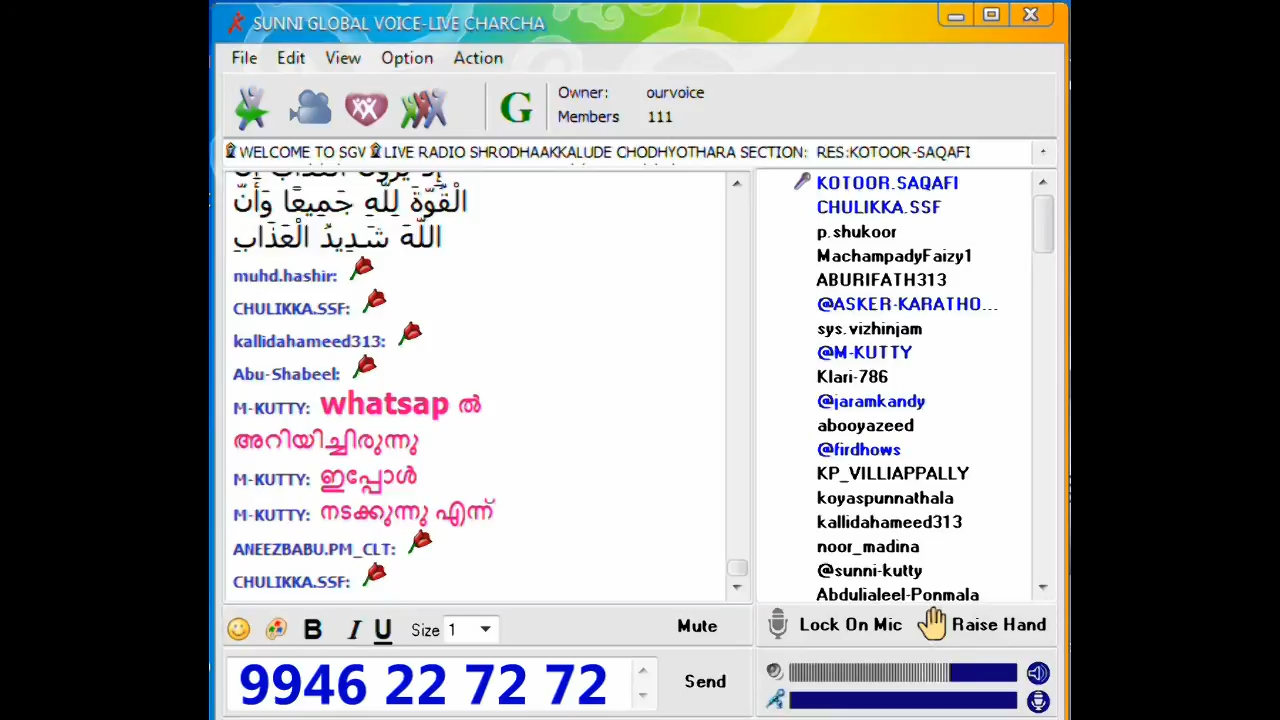 SUNNI GLOBAL VOICE-LIVE CHARCHA
File Edit View Option Action
G Owner: ourvoice
Members 111
WELCOME TO SGV LIVE RADIO SHRODHAAKKALUDE CHODHYOTHARA SECTION: RES:KOTOOR-SAQAFI
الْقُوَّةَ لِلَّهِ جَمِيعًا وَأَنَّ
اللَّهَ شَدِيدُ الْعَذَابِ
muhd.hashir:
CHULIKKA.SSF:
kallidahameed313:
Abu-Shabeel:
M-KUTTY: whatsap ൽ
അറിയിച്ചിരുന്നു
M-KUTTY: ഇപ്പോൾ
M-KUTTY: നടക്കുന്നു എന്ന്
ANEEZBABU.PM_CLT:
CHULIKKA.SSF:
KOTOOR.SAQAFI
CHULIKKA.SSF
p.shukoor
MachampadyFaizy1
ABURIFATH313
@ASKER-KARATHO...
sys.vizhinjam
@M-KUTTY
Klari-786
@jaramkandy
abooyazeed
@firdhows
KP_VILLIAPPALLY
koyaspunnathala
kallidahameed313
noor_madina
@sunni-kutty
Abdulialeel-Ponmala
B I U Size 1 Mute
Lock On Mic Raise Hand
9946 22 72 72 Send